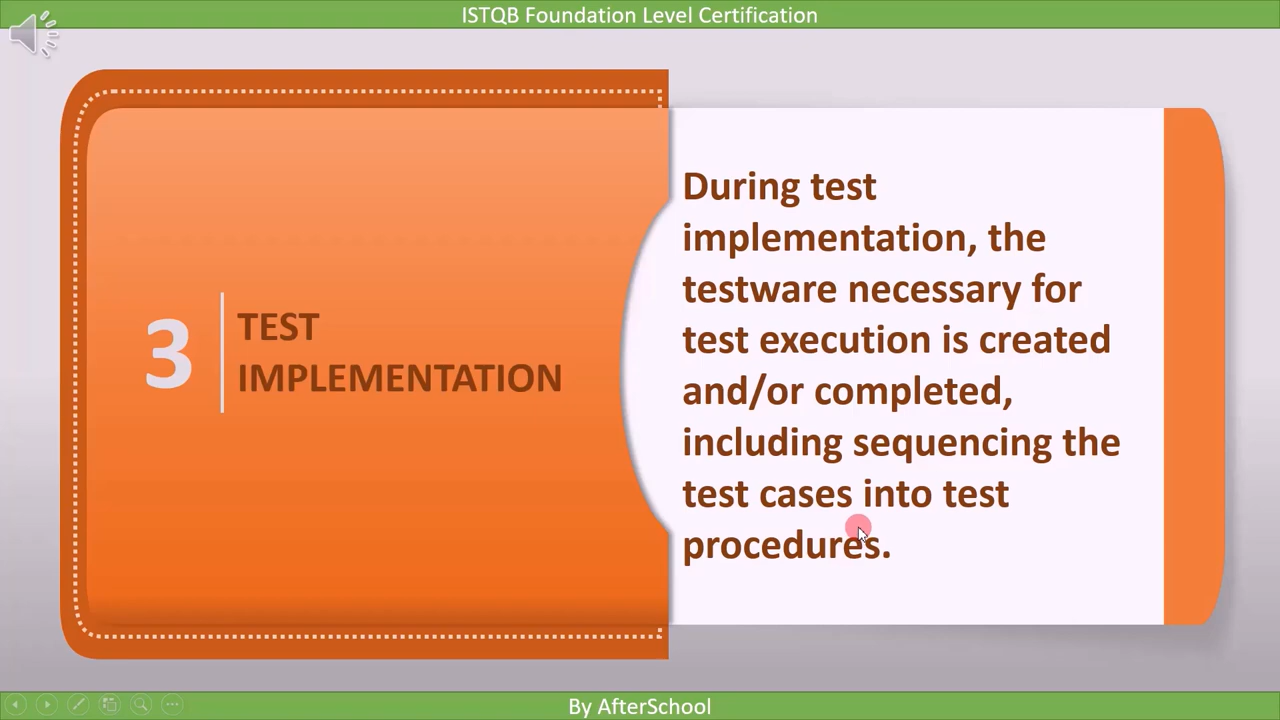 ISTQB Foundation Level Certification
3
TEST
IMPLEMENTATION
During test
implementation, the
testware necessary for
test execution is created
and/or completed,
including sequencing the
test cases into test
procedures.
By AfterSchool